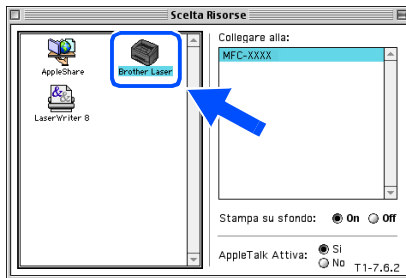 Scelta Risorse
AppleShare
Brother Laser
LaserWriter 8
Collegare alla:
MFC-XXXX
Stampa su sfondo: On Off
AppleTalk Attiva: Si
No
T1-7.6.2